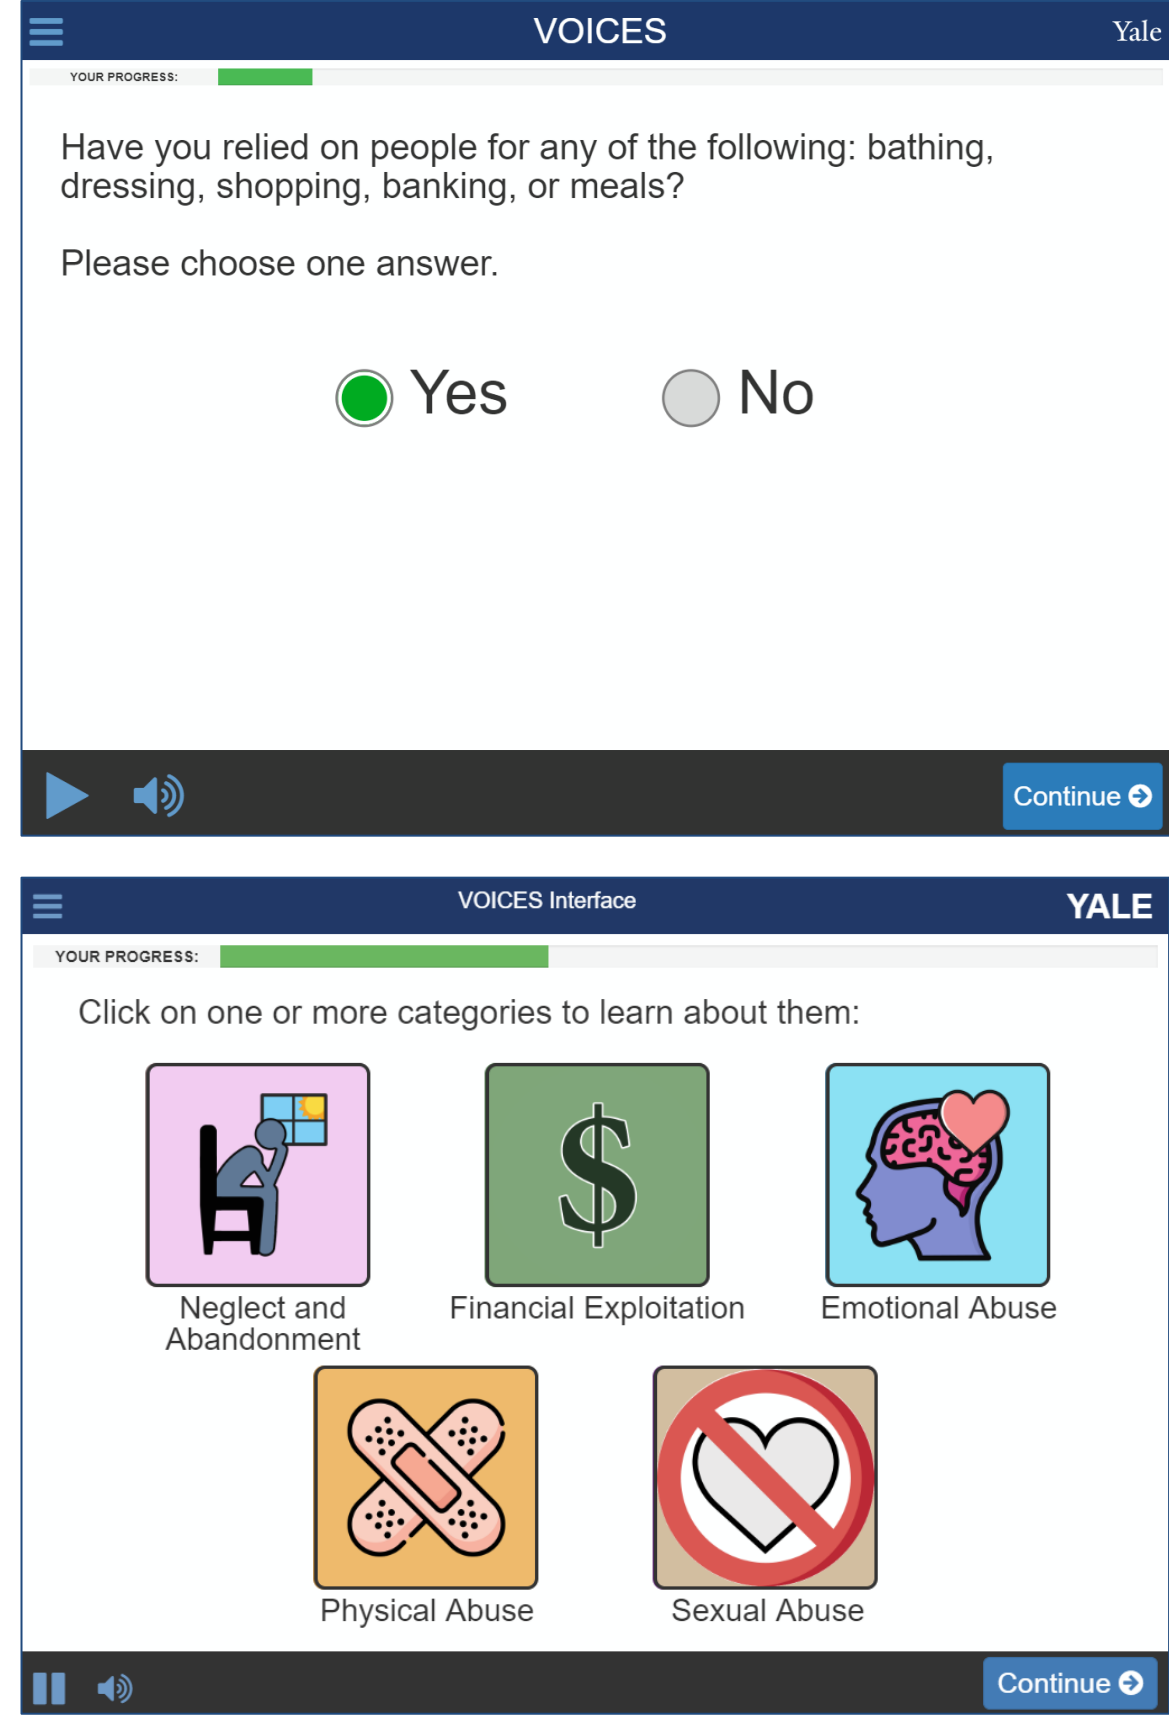 VOICES
Yale
YOUR PROGRESS:
Have you relied on people for any of the following: bathing,
dressing, shopping, banking, or meals?
Please choose one answer.
Yes
No
Continue
VOICES Interface
YALE
YOUR PROGRESS:
Click on one or more categories to learn about them:
$
Neglect and
Abandonment
Financial Exploitation
Emotional Abuse
Physical Abuse
Sexual Abuse
Continue